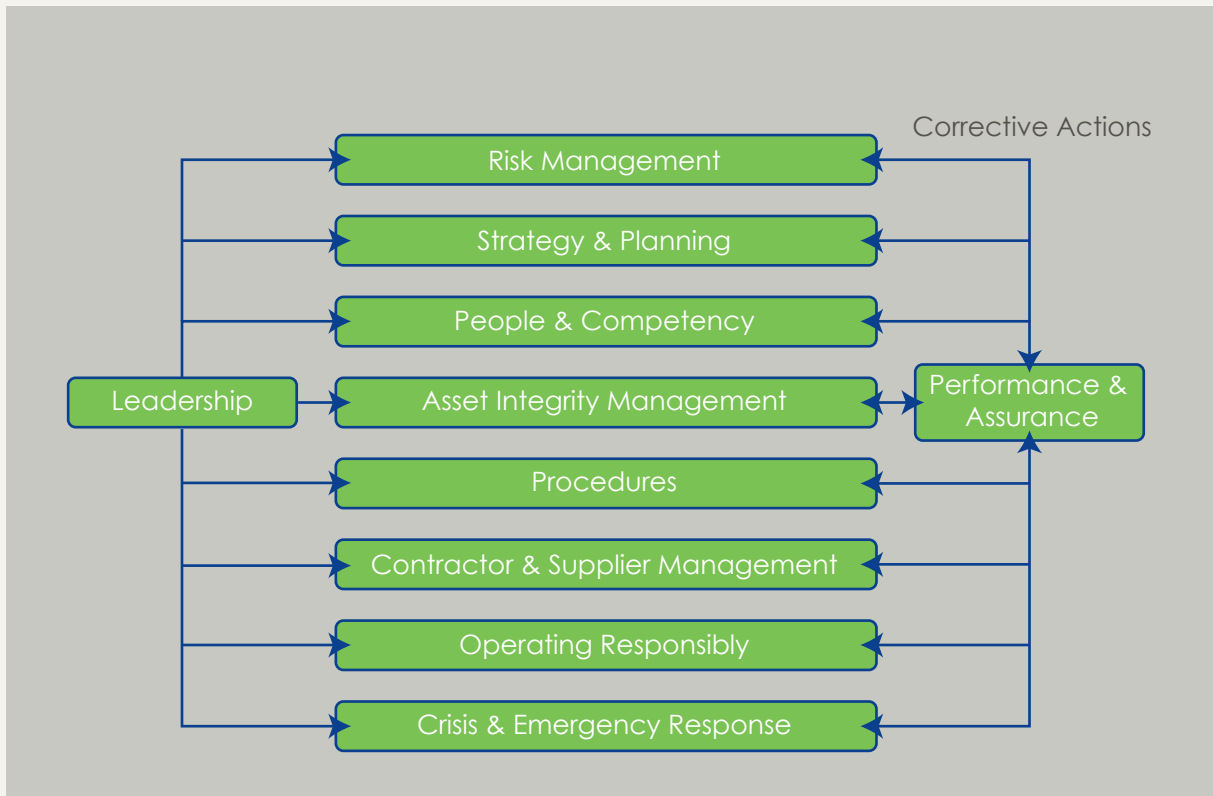 Corrective Actions
Risk Management
Strategy & Planning
People & Competency
Leadership
Asset Integrity Management
Performance &
Assurance
Procedures
Contractor & Supplier Management
Operating Responsibly
Crisis & Emergency Response